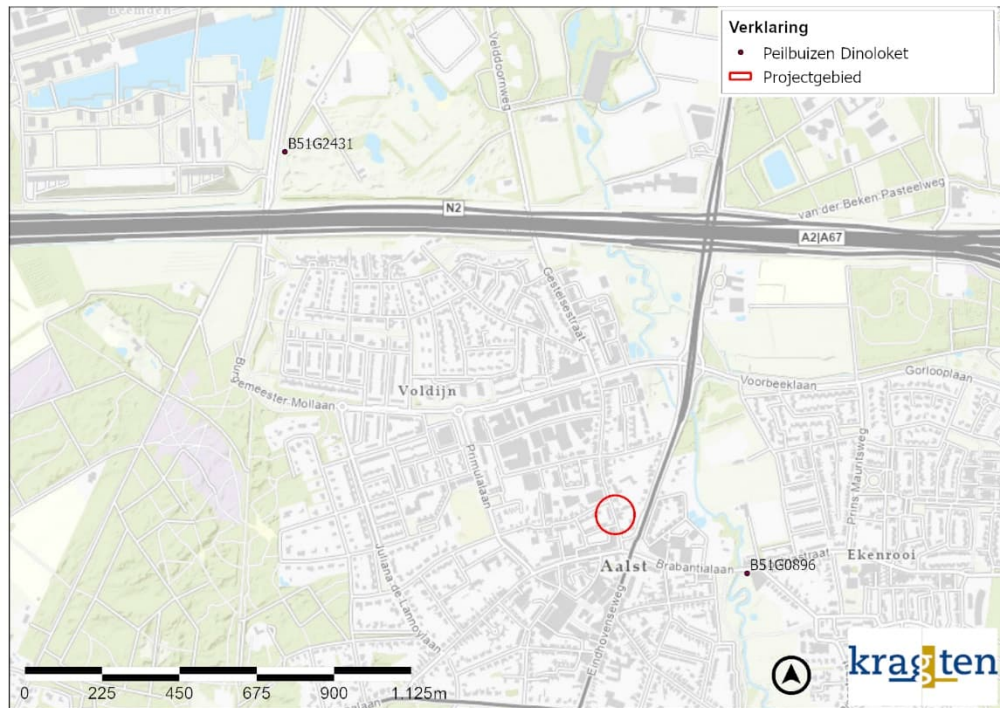 Beemden
Velddoornweg
Verklaring
Peilbuizen Dinoloket
Projectgebied
B51G2431
van der Beken Pasteelweg
N2
A2|A67
Gestelsestraat
Burgemeester Mollaan
Voldijn
Voorbeeklaan
Gorlooplaan
Primulalaan
Prins Mauritsweg
Juliana de Lannoylaan
Aalst
Brabantialaan
B51G0896
straat
Ekenrooi
Eindhovenseweg
0
225
450
675
900
1.125m
kragten